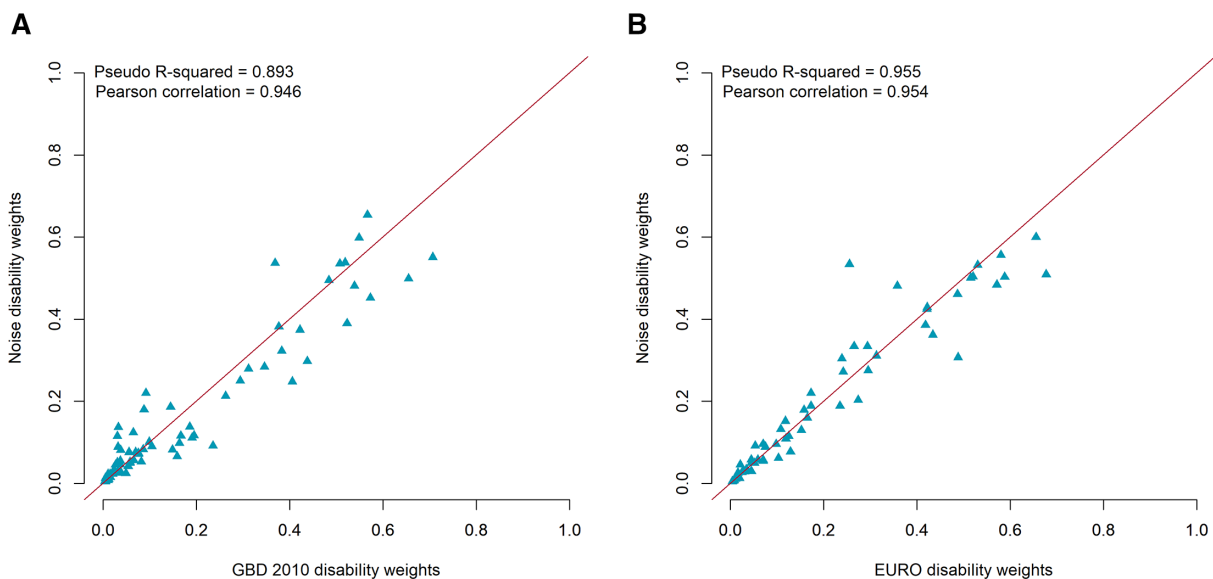 A
Pseudo R-squared = 0.893
Pearson correlation = 0.946
Noise disability weights
1.0
0.8
0.6
0.4
0.2
0.0
0.0 0.2 0.4 0.6 0.8 1.0
GBD 2010 disability weights
B
Pseudo R-squared = 0.955
Pearson correlation = 0.954
Noise disability weights
1.0
0.8
0.6
0.4
0.2
0.0
0.0 0.2 0.4 0.6 0.8 1.0
EURO disability weights